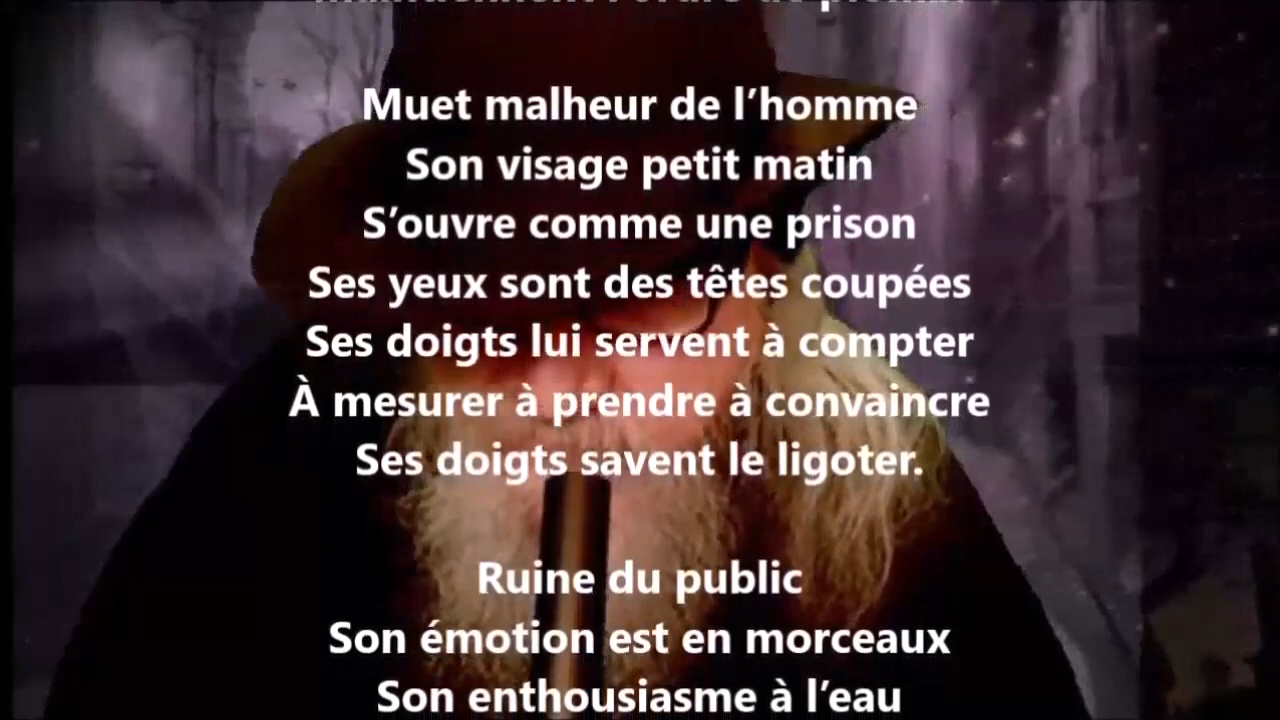 Muet malheur de l’homme
Son visage petit matin
S’ouvre comme une prison
Ses yeux sont des têtes coupées
Ses doigts lui servent à compter
À mesurer à prendre à convaincre
Ses doigts savent le ligoter.
Ruine du public
Son émotion est en morceaux
Son enthousiasme à l’eau